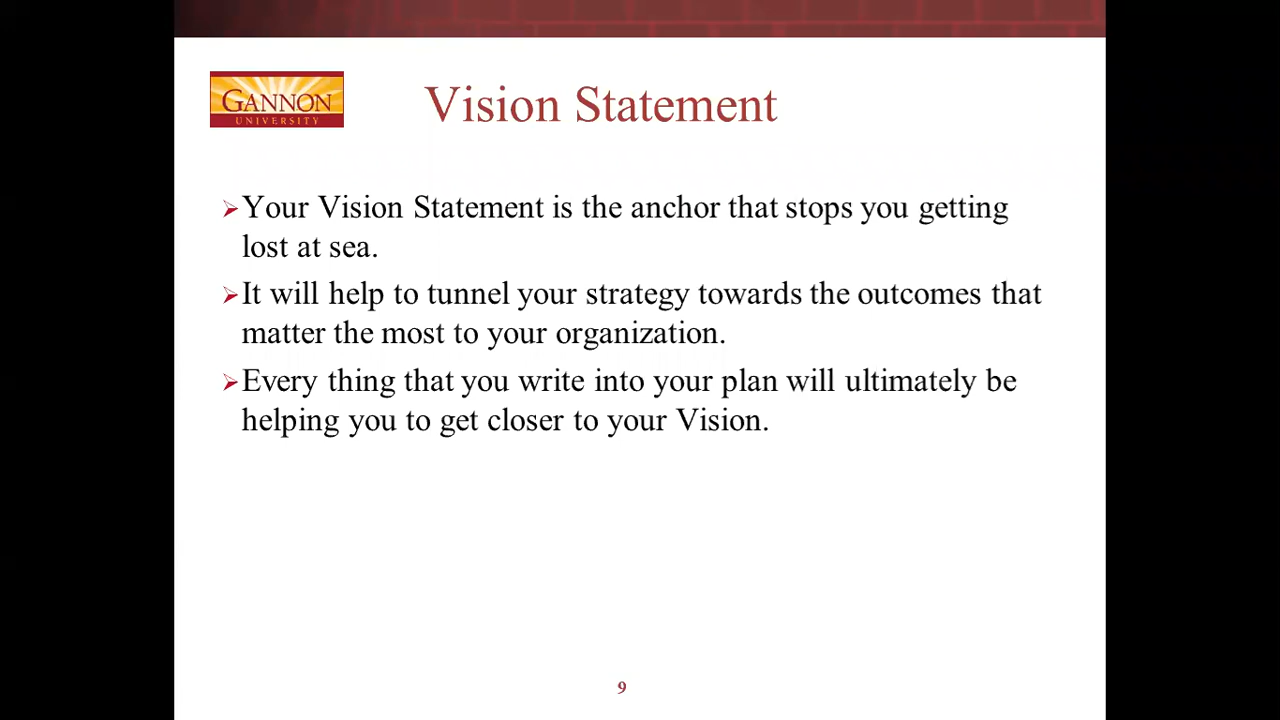 GANNON
UNIVERSITY
Vision Statement
Your Vision Statement is the anchor that stops you getting
lost at sea.
It will help to tunnel your strategy towards the outcomes that
matter the most to your organization.
Every thing that you write into your plan will ultimately be
helping you to get closer to your Vision.
9